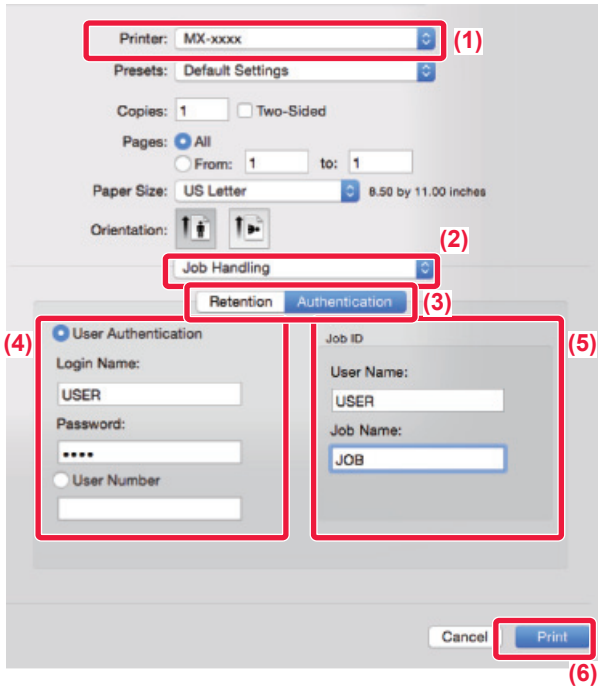 Printer: MX-xxxx (1)
Presets: Default Settings
Copies: 1 Two-Sided
Pages: All
From: 1 to: 1
Paper Size: US Letter 8.50 by 11.00 inches
Orientation:
(2)
Job Handling
Retention Authentication (3)
(4) User Authentication
Login Name:
USER
Password:
••••
User Number
Job ID (5)
User Name:
USER
Job Name:
JOB
Cancel Print
(6)